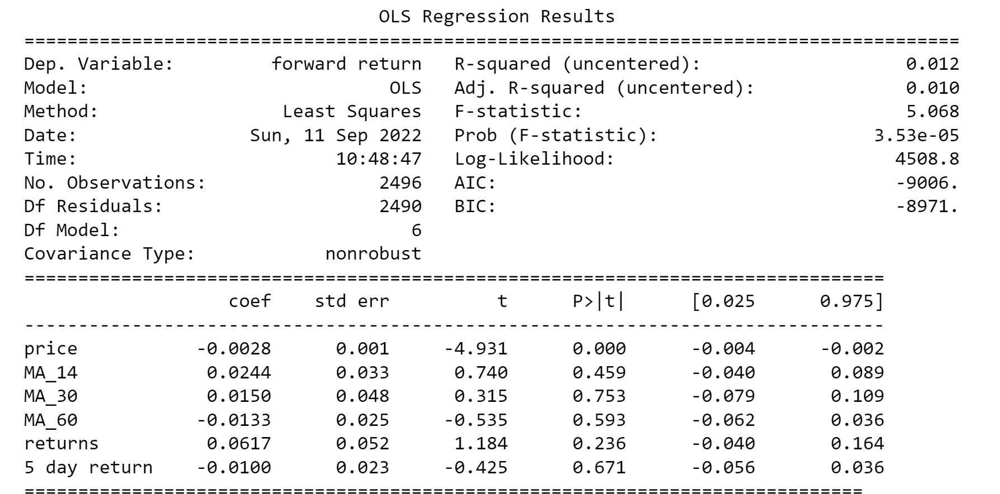 OLS Regression Results
==============================================================================
Dep. Variable: forward return R-squared (uncentered): 0.012
Model: OLS Adj. R-squared (uncentered): 0.010
Method: Least Squares F-statistic: 5.068
Date: Sun, 11 Sep 2022 Prob (F-statistic): 3.53e-05
Time: 10:48:47 Log-Likelihood: 4508.8
No. Observations: 2496 AIC: -9006.
Df Residuals: 2490 BIC: -8971.
Df Model: 6
Covariance Type: nonrobust
==============================================================================
coef std err t P>|t| [0.025 0.975]
------------------------------------------------------------------------------
price -0.0028 0.001 -4.931 0.000 -0.004 -0.002
MA_14 0.0244 0.033 0.740 0.459 -0.040 0.089
MA_30 0.0150 0.048 0.315 0.753 -0.079 0.109
MA_60 -0.0133 0.025 -0.535 0.593 -0.062 0.036
returns 0.0617 0.052 1.184 0.236 -0.040 0.164
5 day return -0.0100 0.023 -0.425 0.671 -0.056 0.036
==============================================================================